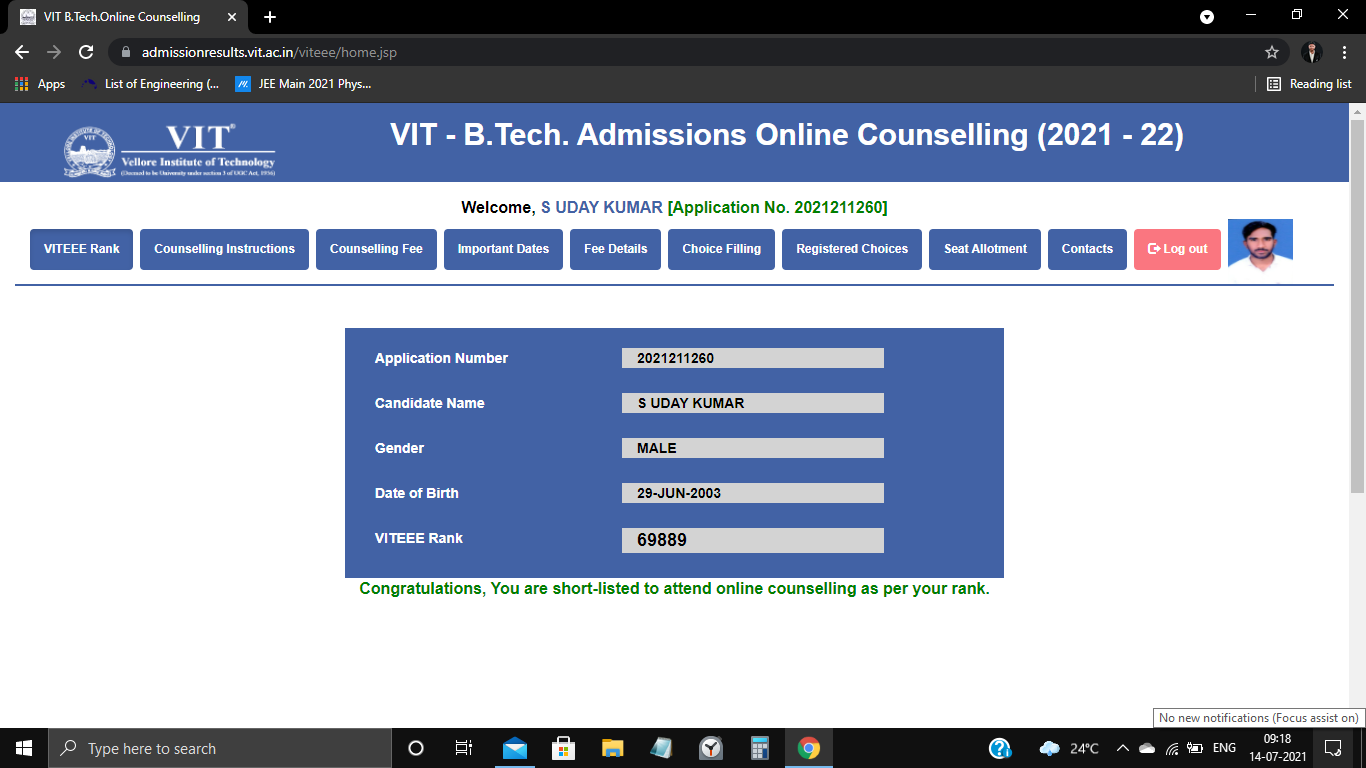 VIT B.Tech.Online Counselling
admissionresults.vit.ac.in/viteee/home.jsp
Apps List of Engineering (... JEE Main 2021 Phys... Reading list
VIT
VIT®
Vellore Institute of Technology
(Deemed to be University under section 3 of UGC Act, 1956)
VIT - B.Tech. Admissions Online Counselling (2021 - 22)
Welcome, S UDAY KUMAR [Application No. 2021211260]
VITEEE Rank Counselling Instructions Counselling Fee Important Dates Fee Details Choice Filling Registered Choices Seat Allotment Contacts Log out
Application Number 2021211260
Candidate Name S UDAY KUMAR
Gender MALE
Date of Birth 29-JUN-2003
VITEEE Rank 69889
Congratulations, You are short-listed to attend online counselling as per your rank.
No new notifications (Focus assist on)
Type here to search
24°C ENG
09:18
14-07-2021